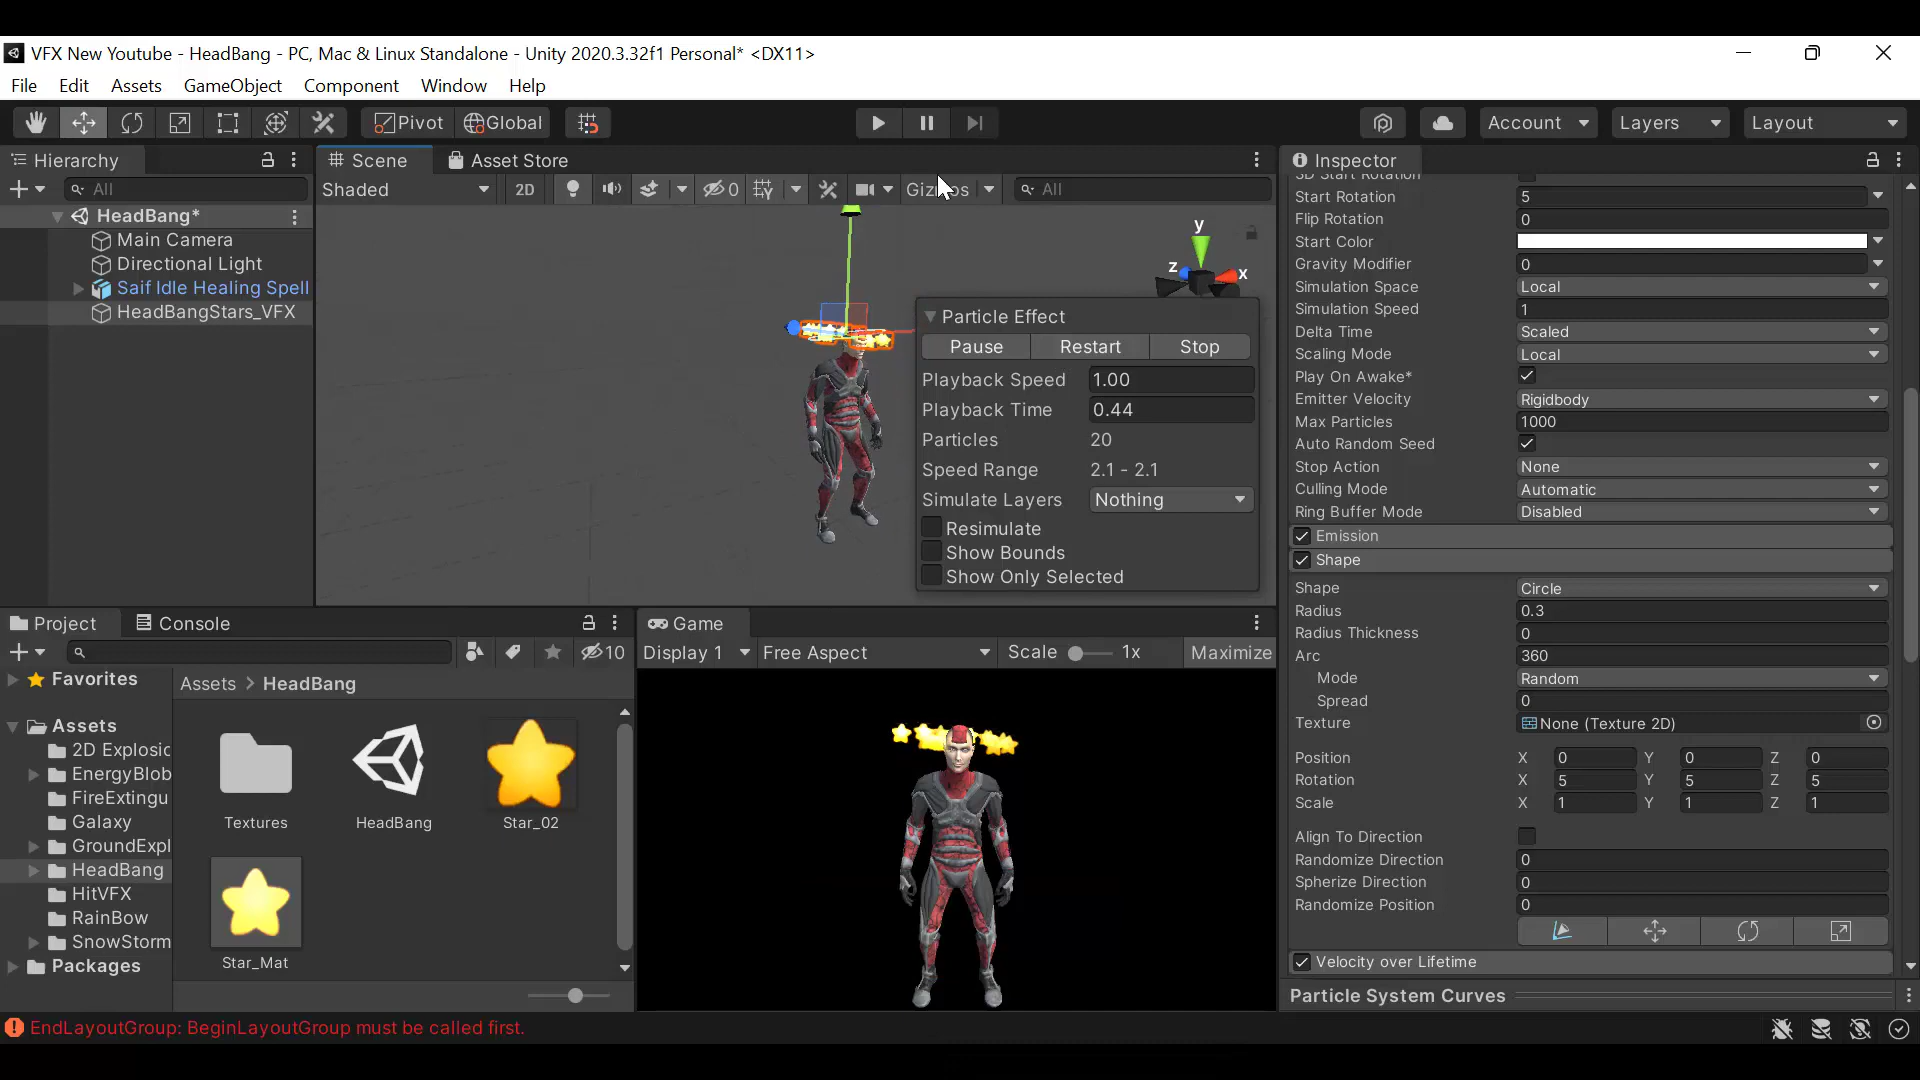 VFX New Youtube - HeadBang - PC, Mac & Linux Standalone - Unity 2020.3.32f1 Personal* <DX11>
File Edit Assets GameObject Component Window Help
Pivot Global Account Layers Layout
Hierarchy
All
HeadBang*
Main Camera
Directional Light
Saif Idle Healing Spell
HeadBangStars_VFX
Scene Asset Store
Shaded 2D 0 Gizmos All
y
z x
Particle Effect
Pause Restart Stop
Playback Speed 1.00
Playback Time 0.44
Particles 20
Speed Range 2.1 - 2.1
Simulate Layers Nothing
Resimulate
Show Bounds
Show Only Selected
Inspector
3D Start Rotation
Start Rotation 5
Flip Rotation 0
Start Color
Gravity Modifier 0
Simulation Space Local
Simulation Speed 1
Delta Time Scaled
Scaling Mode Local
Play On Awake*
Emitter Velocity Rigidbody
Max Particles 1000
Auto Random Seed
Stop Action None
Culling Mode Automatic
Ring Buffer Mode Disabled
Emission
Shape
Shape Circle
Radius 0.3
Radius Thickness 0
Arc 360
Mode Random
Spread 0
Texture None (Texture 2D)
Position X 0 Y 0 Z 0
Rotation X 5 Y 5 Z 5
Scale X 1 Y 1 Z 1
Align To Direction
Randomize Direction 0
Spherize Direction 0
Randomize Position 0
Velocity over Lifetime
Particle System Curves
Project Console
10
Favorites
Assets
2D Explosic
EnergyBlob
FireExtingu
Galaxy
GroundExpl
HeadBang
HitVFX
RainBow
SnowStorm
Packages
Assets > HeadBang
Textures HeadBang Star_02
Star_Mat
Game
Display 1 Free Aspect Scale 1x Maximize
EndLayoutGroup: BeginLayoutGroup must be called first.